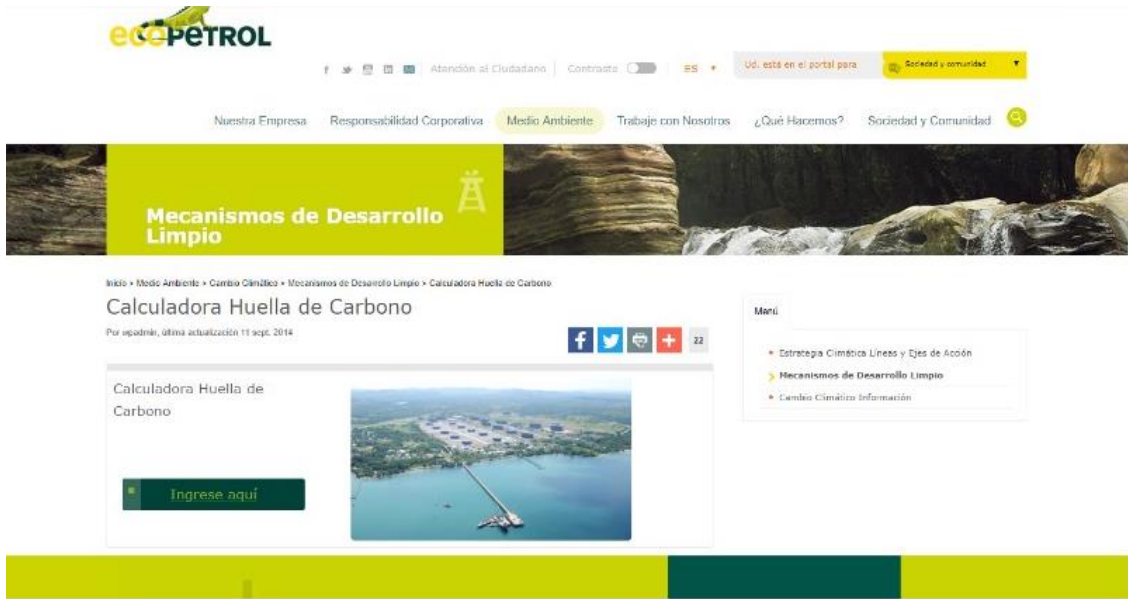 ecopetrol
Atención al Ciudadano
Contraste
ES
Ud. está en el portal para
Sociedad y comunidad
Nuestra Empresa
Responsabilidad Corporativa
Medio Ambiente
Trabaje con Nosotros
¿Qué Hacemos?
Sociedad y Comunidad
Mecanismos de Desarrollo
Limpio
Inicio > Medio Ambiente > Cambio Climático > Mecanismos de Desarrollo Limpio > Calculadora Huella de Carbono
Calculadora Huella de Carbono
Por wpadmin, última actualización 11 sept. 2014
22
Menú
Estrategia Climática Líneas y Ejes de Acción
Mecanismos de Desarrollo Limpio
Cambio Climático Información
Calculadora Huella de
Carbono
Ingrese aquí